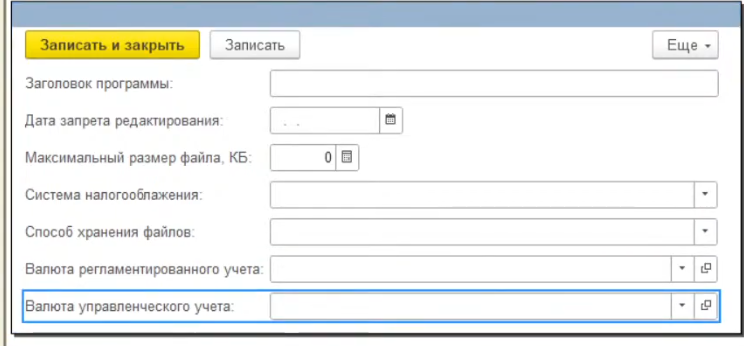 Записать и закрыть Записать Еще
Заголовок программы:
Дата запрета редактирования: . .
Максимальный размер файла, КБ: 0
Система налогооблажения:
Способ хранения файлов:
Валюта регламентированного учета:
Валюта управленческого учета: